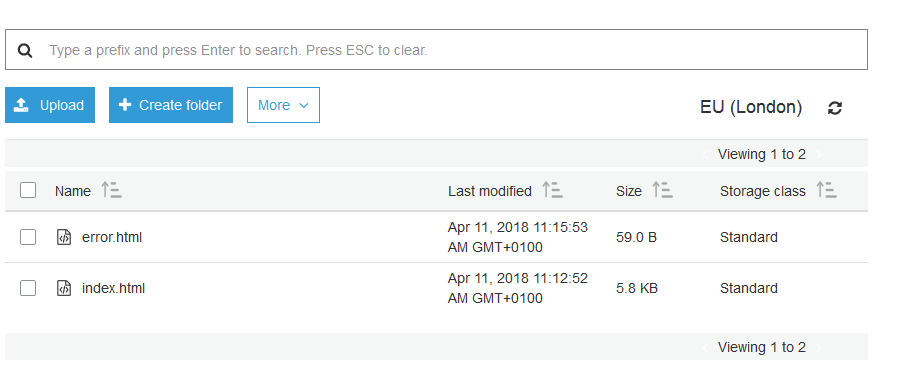 Type a prefix and press Enter to search. Press ESC to clear.
Upload Create folder More EU (London)
Viewing 1 to 2
Name Last modified Size Storage class
error.html Apr 11, 2018 11:15:53 AM GMT+0100 59.0 B Standard
index.html Apr 11, 2018 11:12:52 AM GMT+0100 5.8 KB Standard
Viewing 1 to 2